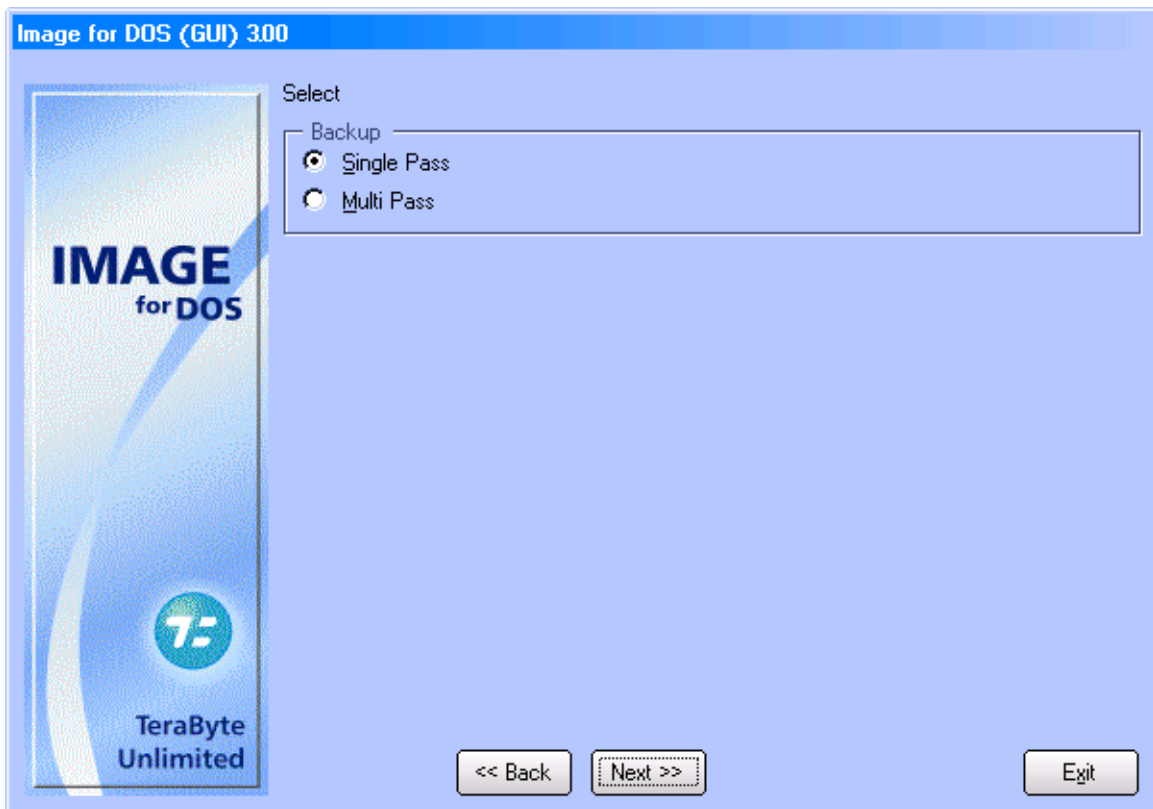 Image for DOS (GUI) 3.00
Select
Backup
Single Pass
Multi Pass
IMAGE
for DOS
TeraByte
Unlimited
<< Back
Next >>
Exit